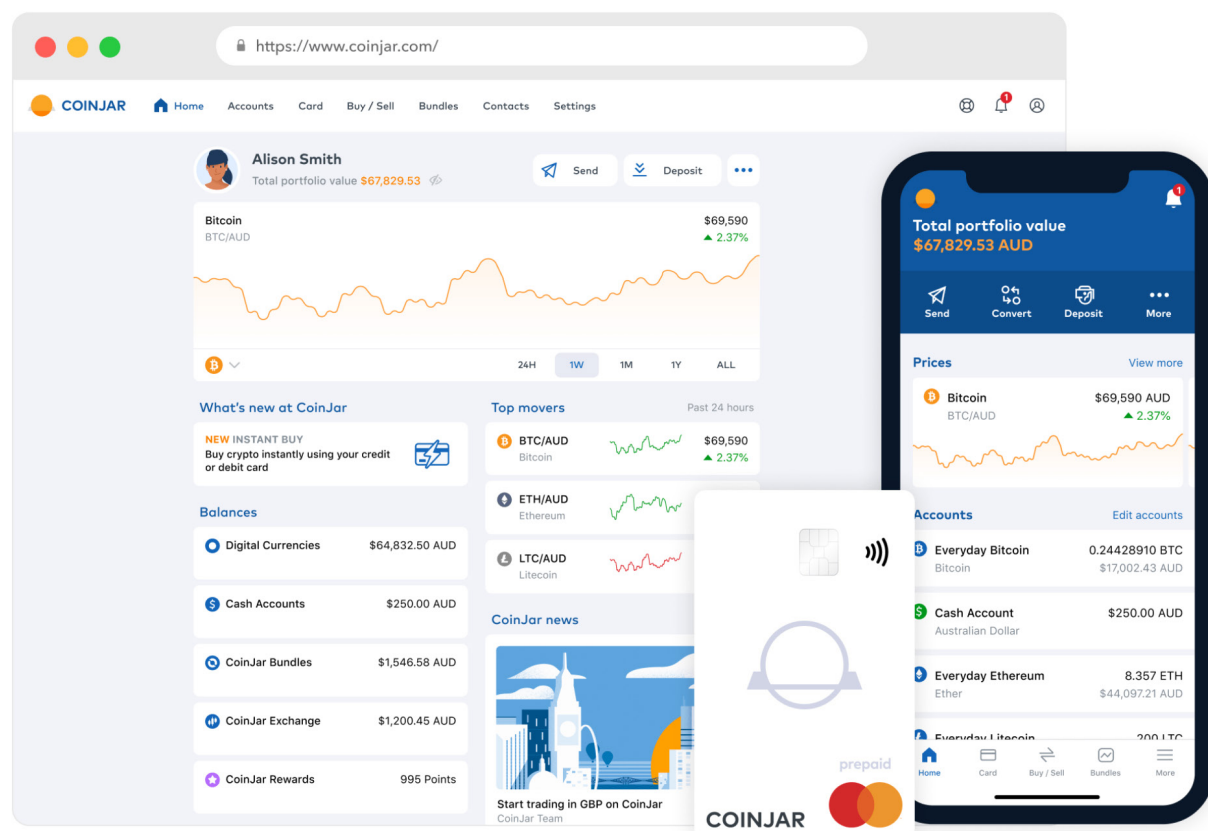 https://www.coinjar.com/
COINJAR
Home Accounts Card Buy / Sell Bundles Contacts Settings
1
Alison Smith
Total portfolio value $67,829.53
Send Deposit
Bitcoin $69,590
BTC/AUD 2.37%
24H 1W 1M 1Y ALL
What's new at CoinJar
NEW INSTANT BUY
Buy crypto instantly using your credit
or debit card
Balances
Digital Currencies $64,832.50 AUD
Cash Accounts $250.00 AUD
CoinJar Bundles $1,546.58 AUD
CoinJar Exchange $1,200.45 AUD
CoinJar Rewards 995 Points
Top movers Past 24 hours
BTC/AUD $69,590
Bitcoin 2.37%
ETH/AUD
Ethereum
LTC/AUD
Litecoin
CoinJar news
Start trading in GBP on CoinJar
CoinJar Team
prepaid
COINJAR
1
Total portfolio value
$67,829.53 AUD
Send Convert Deposit More
Prices View more
Bitcoin $69,590 AUD
BTC/AUD 2.37%
Accounts Edit accounts
Everyday Bitcoin 0.24428910 BTC
Bitcoin $17,002.43 AUD
Cash Account $250.00 AUD
Australian Dollar
Everyday Ethereum 8.357 ETH
Ether $44,097.21 AUD
Everyday Litecoin 200 LTC
Home Card Buy / Sell Bundles More